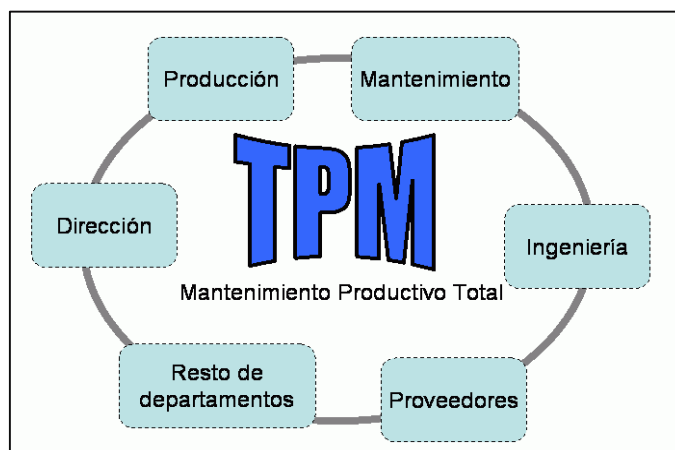 Producción
Mantenimiento
TPM
Dirección
Ingeniería
Mantenimiento Productivo Total
Resto de
departamentos
Proveedores